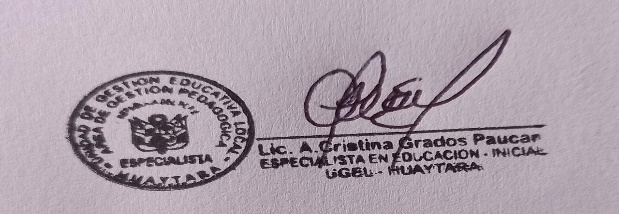 UNIDAD DE GESTION EDUCATIVA LOCAL
AREA DE GESTION PEDAGOGICA
ESPECIALISTA
HUAYTARA
Lic. A. Cristina Grados Paucar
ESPECIALISTA EN EDUCACION - INICIAL
UGEL - HUAYTARA